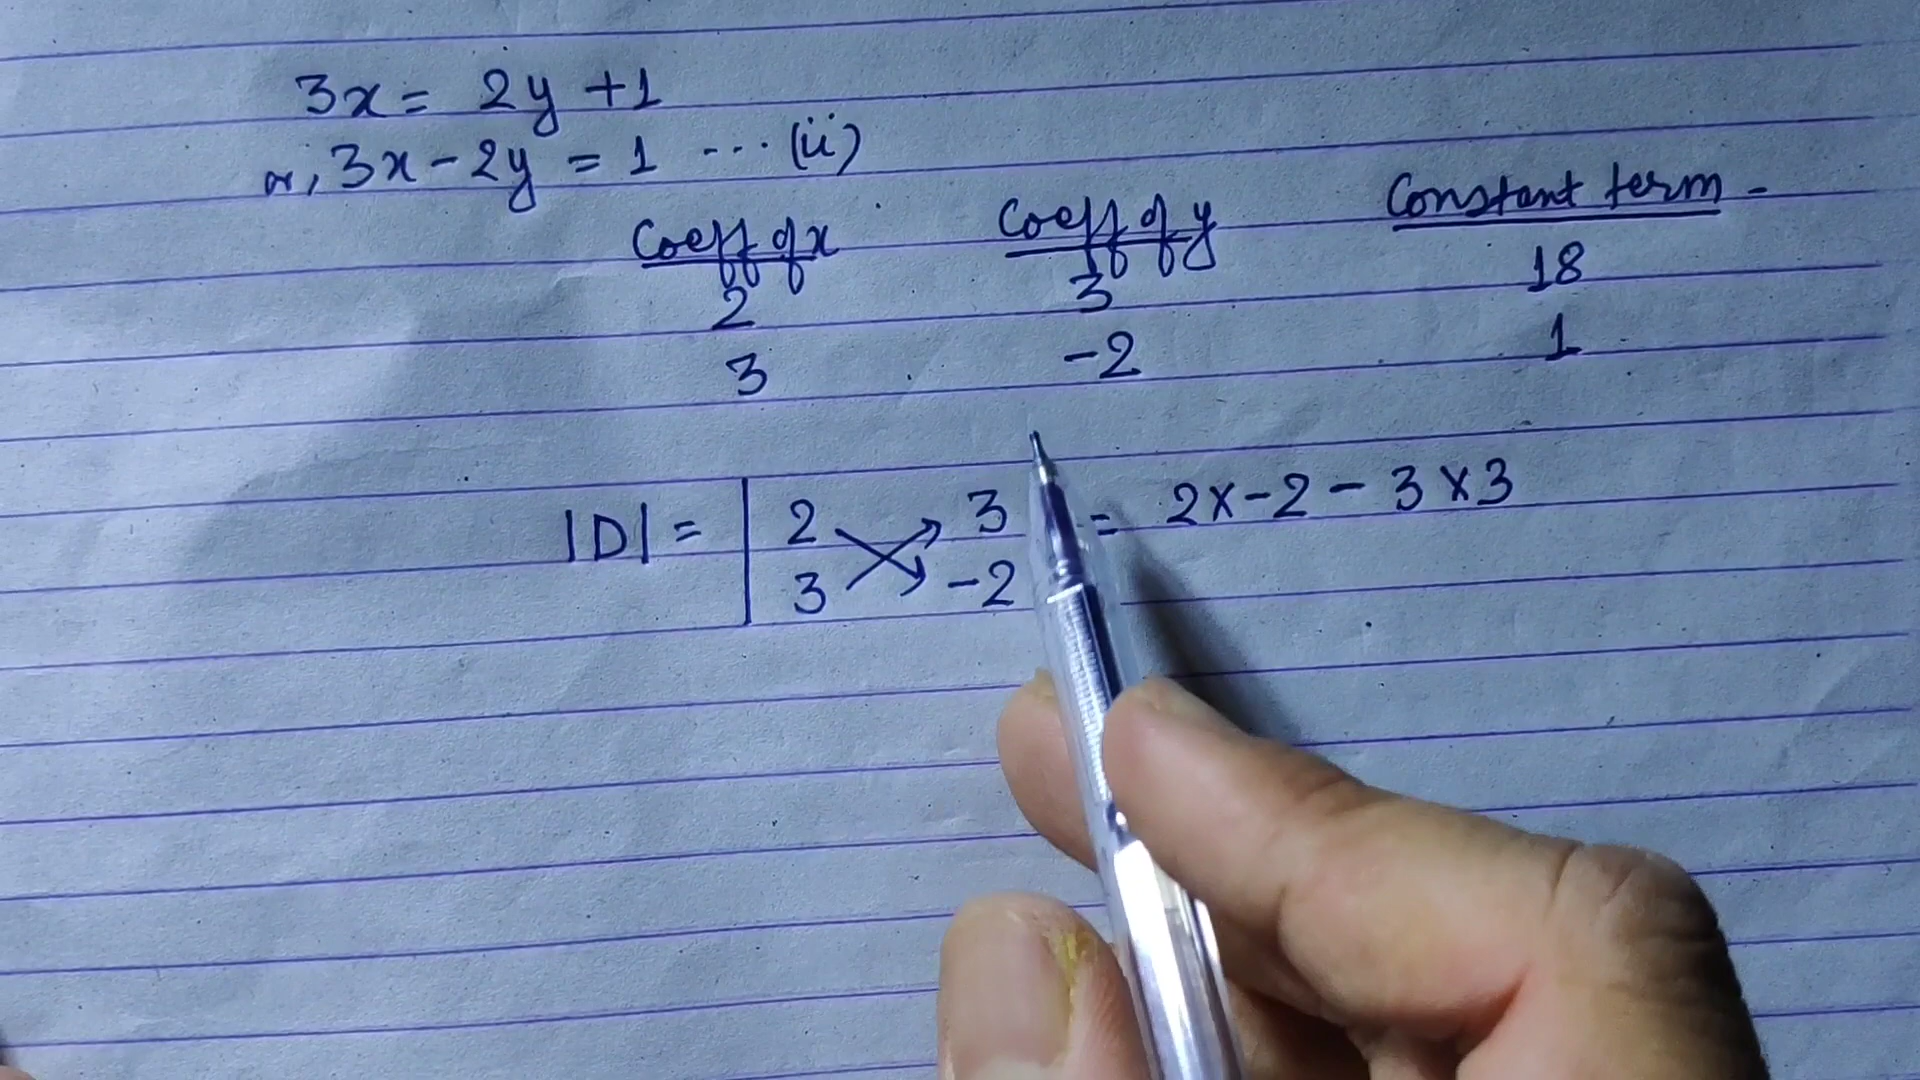 3x = 2y + 1
or, 3x - 2y = 1 ... (ii)
Coeff of x Coeff of y Constant term -
2 3 18
3 -2 1
|D| = | 2 3 = 2 x -2 - 3 x 3
3 -2